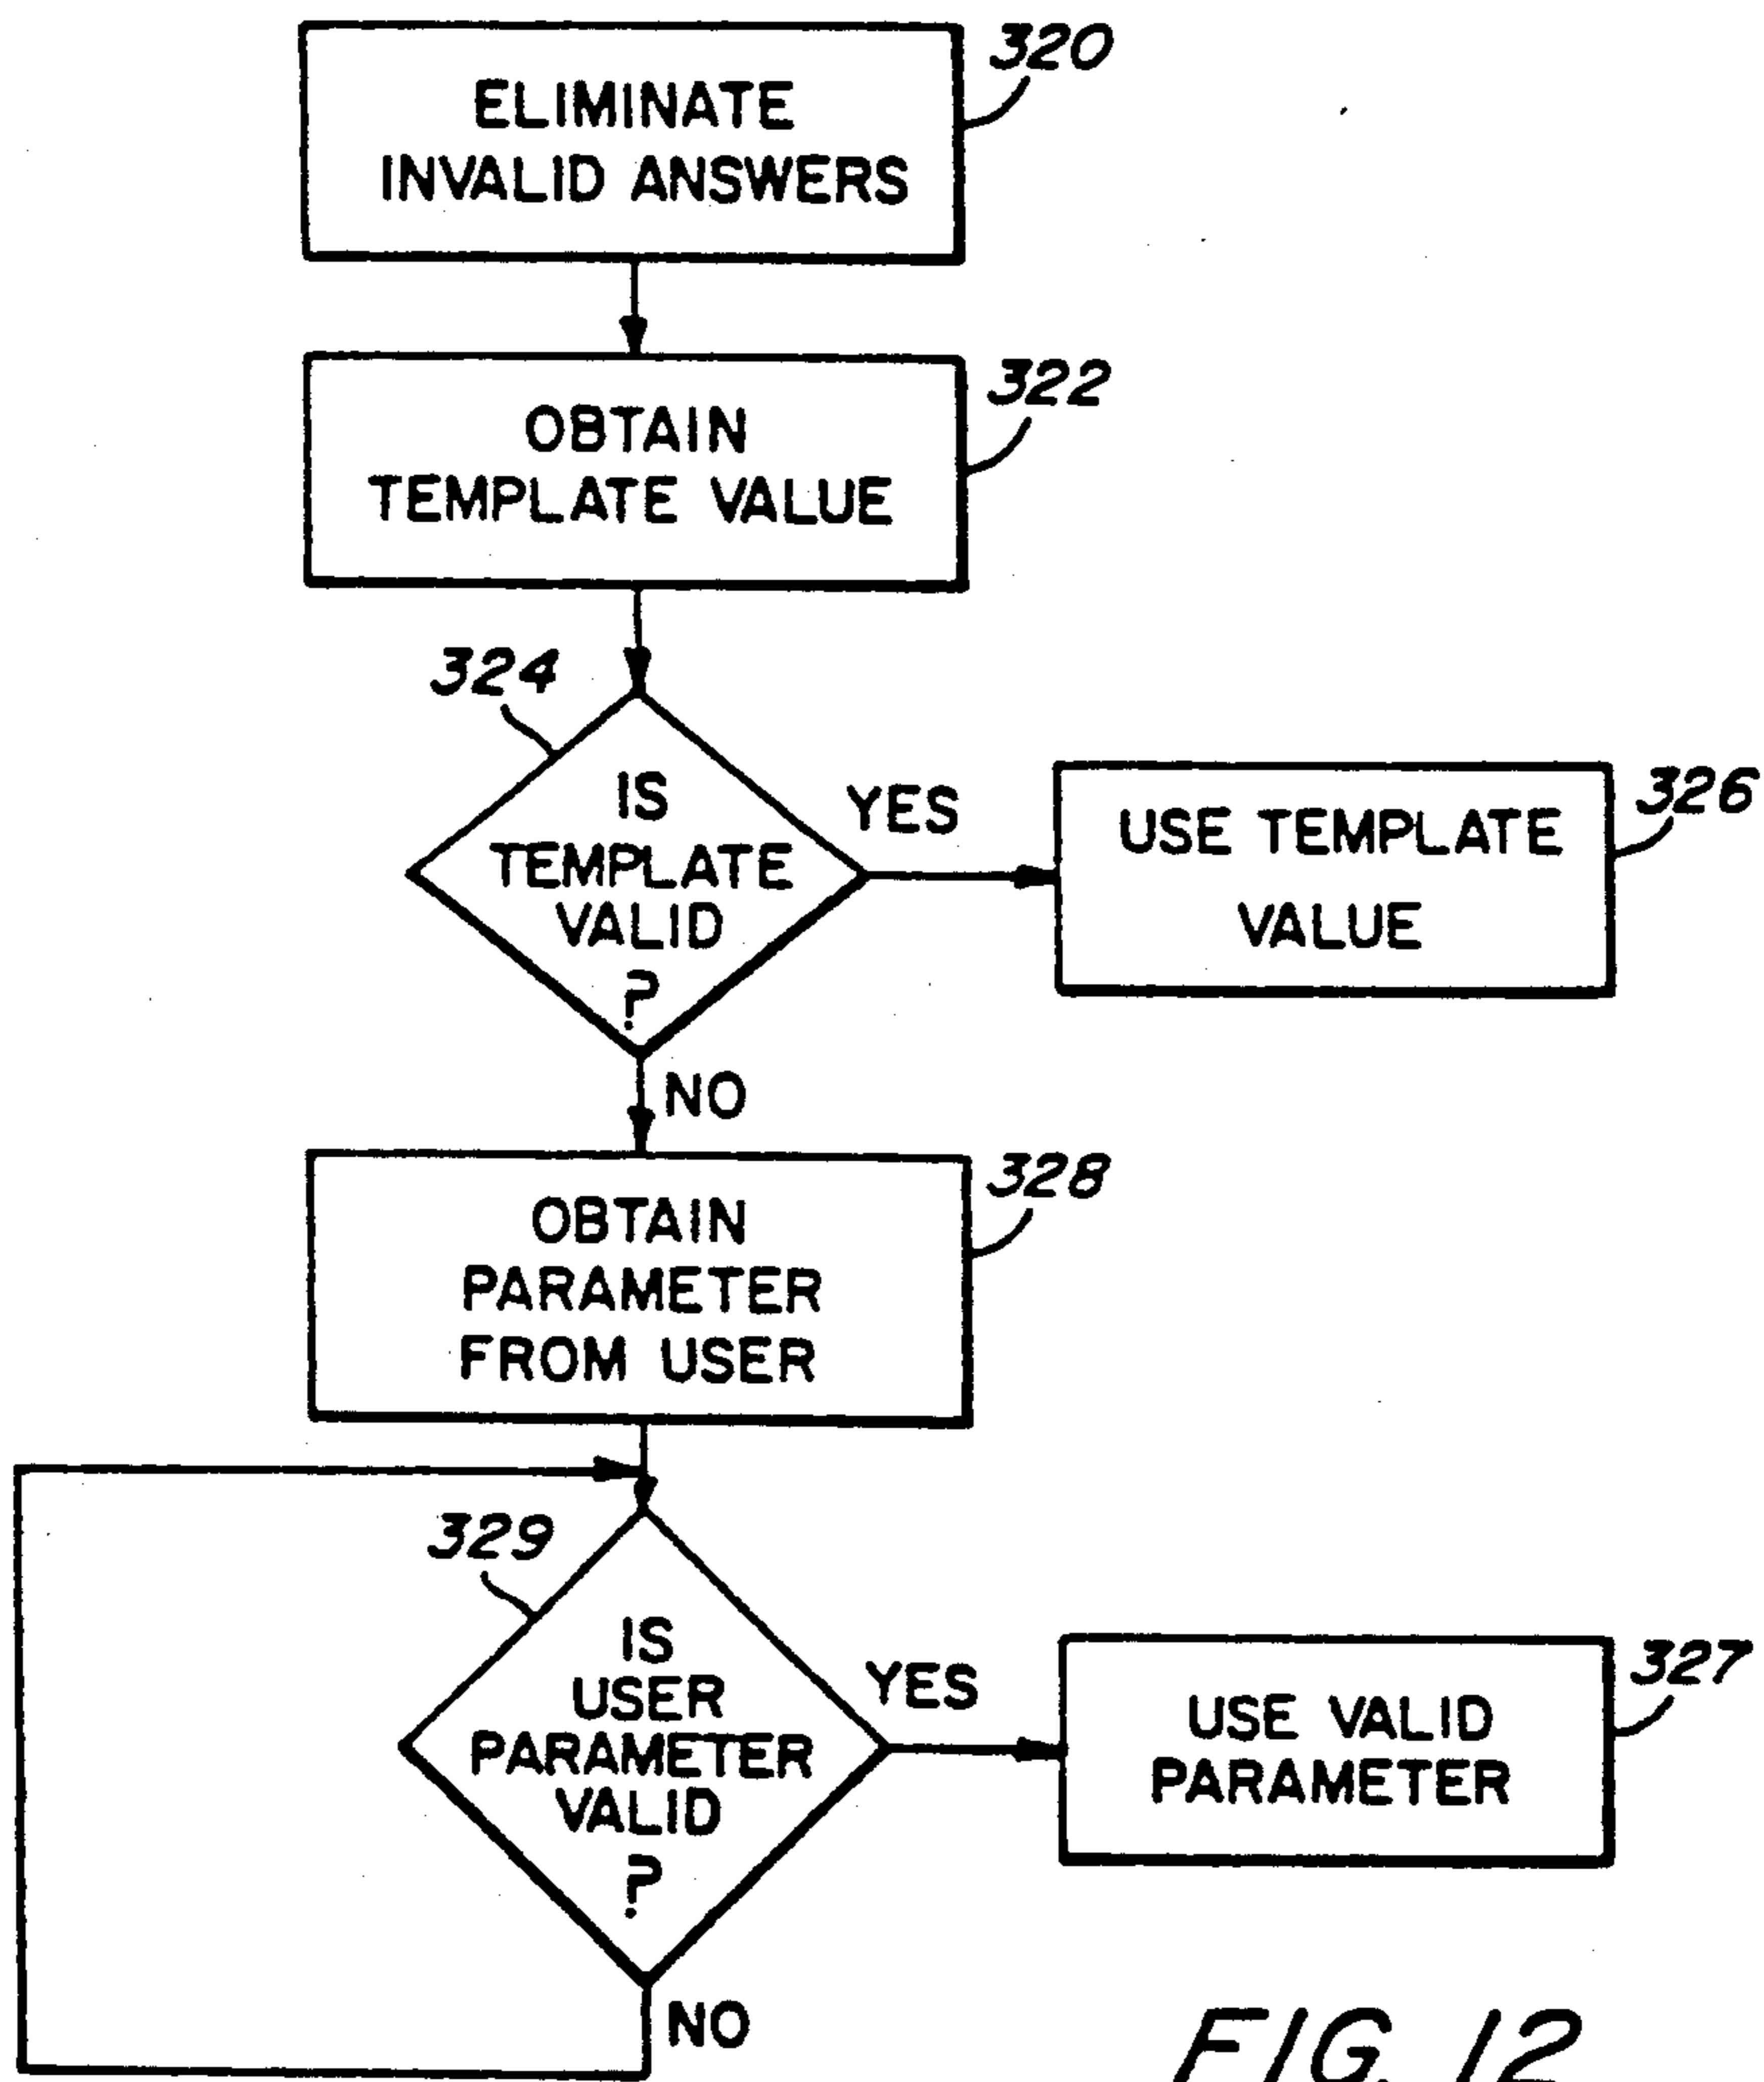 320
ELIMINATE
INVALID ANSWERS
322
OBTAIN
TEMPLATE VALUE
324
IS
TEMPLATE
VALID
?
YES
326
USE TEMPLATE
VALUE
NO
328
OBTAIN
PARAMETER
FROM USER
329
IS
USER
PARAMETER
VALID
?
YES
327
USE VALID
PARAMETER
NO
FIG. 12